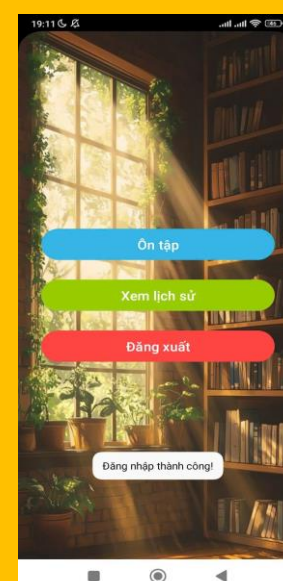 19:11
Ôn tập
Xem lịch sử
Đăng xuất
Đăng nhập thành công!